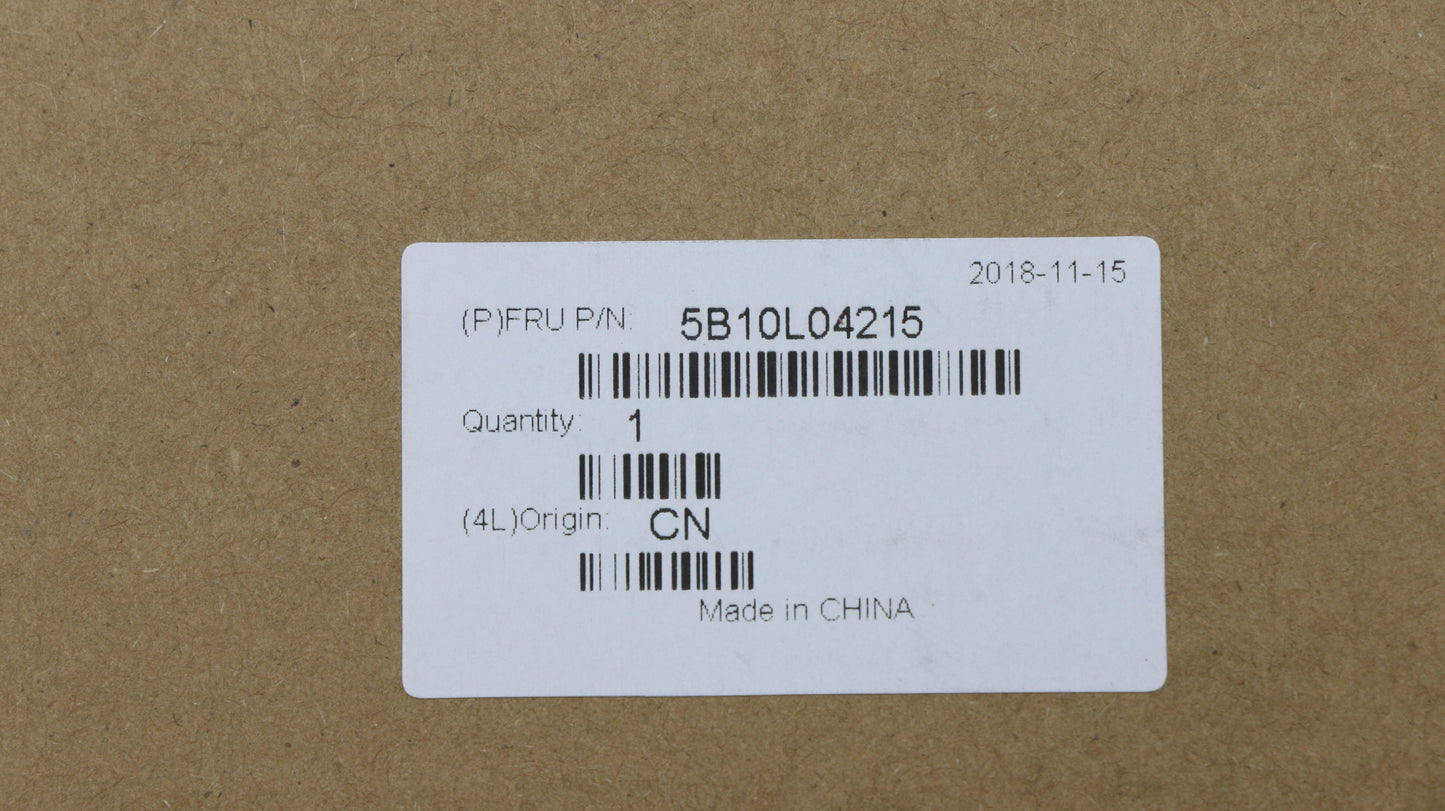 2018-11-15
(P)FRU P/N: 5B10L04215
Quantity: 1
(4L)Origin: CN
Made in CHINA